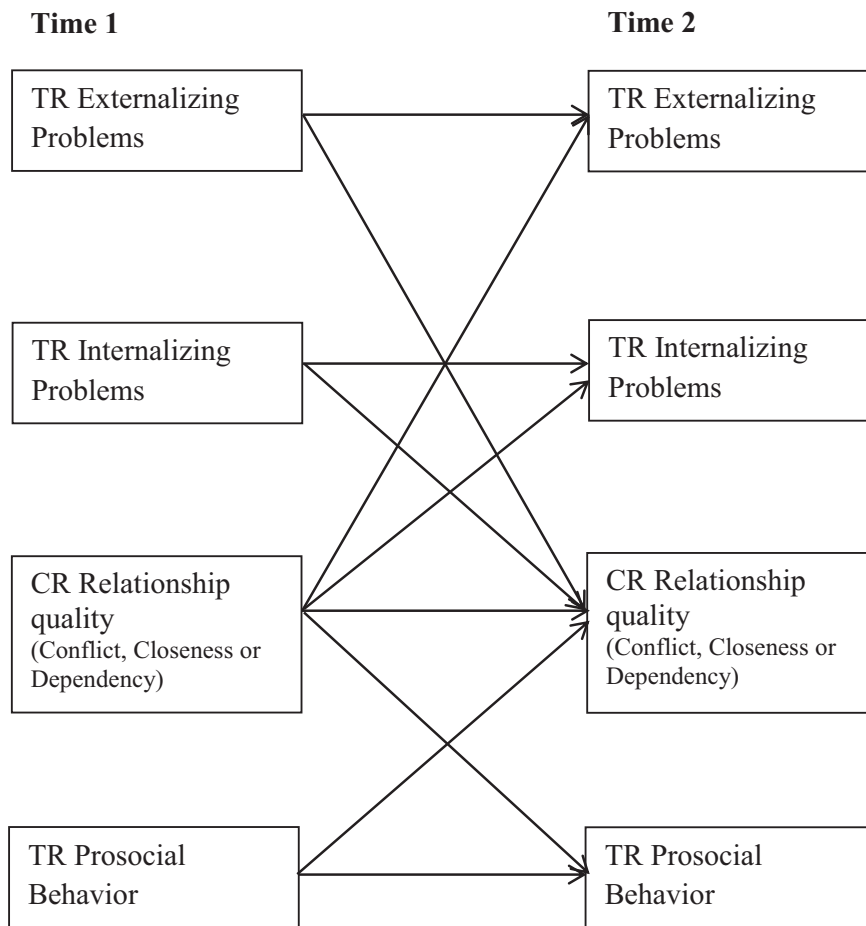 Time 1
Time 2
TR Externalizing
Problems
TR Externalizing
Problems
TR Internalizing
Problems
TR Internalizing
Problems
CR Relationship
quality
(Conflict, Closeness or
Dependency)
CR Relationship
quality
(Conflict, Closeness or
Dependency)
TR Prosocial
Behavior
TR Prosocial
Behavior